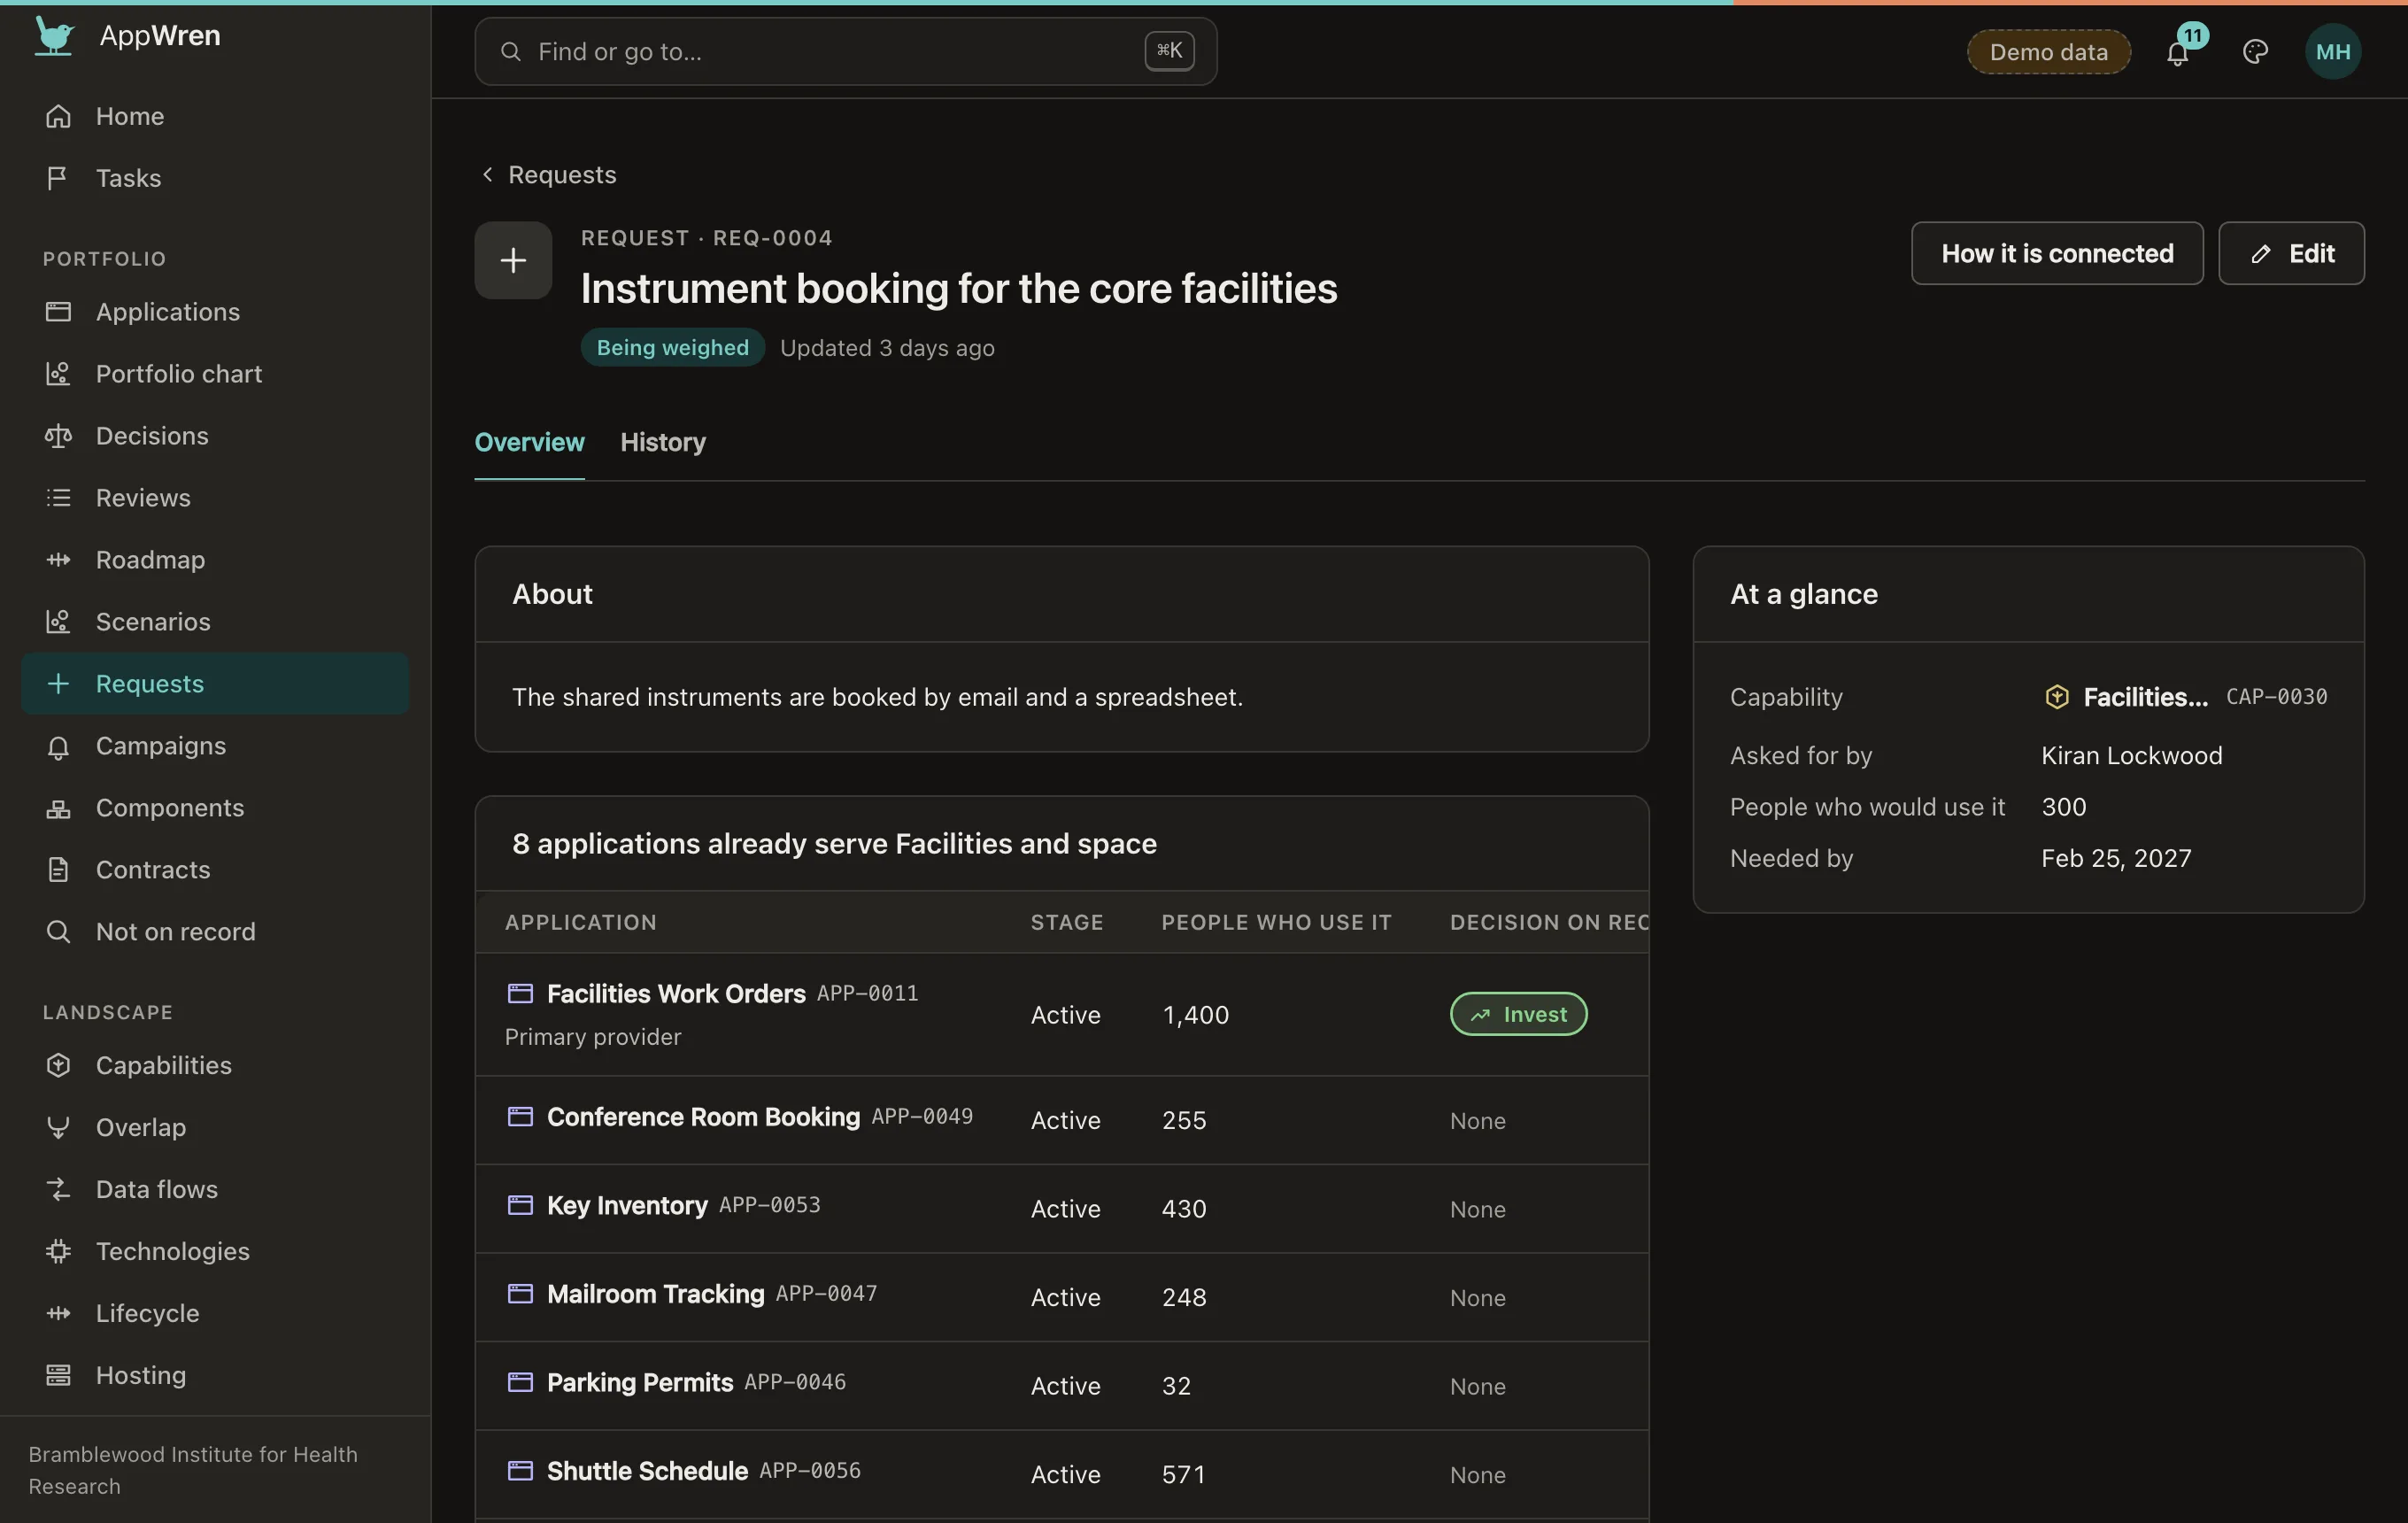 AppWren
Find or go to...
⌘K
Demo data
11
MH
Home
Tasks
PORTFOLIO
Applications
Portfolio chart
Decisions
Reviews
Roadmap
Scenarios
Requests
Campaigns
Components
Contracts
Not on record
LANDSCAPE
Capabilities
Overlap
Data flows
Technologies
Lifecycle
Hosting
Bramblewood Institute for Health
Research
Requests
REQUEST · REQ-0004
Instrument booking for the core facilities
Being weighed Updated 3 days ago
How it is connected
Edit
Overview History
About
The shared instruments are booked by email and a spreadsheet.
8 applications already serve Facilities and space
APPLICATION STAGE PEOPLE WHO USE IT DECISION ON REC
Facilities Work Orders APP-0011 Active 1,400 Invest
Primary provider
Conference Room Booking APP-0049 Active 255 None
Key Inventory APP-0053 Active 430 None
Mailroom Tracking APP-0047 Active 248 None
Parking Permits APP-0046 Active 32 None
Shuttle Schedule APP-0056 Active 571 None
At a glance
Capability Facilities... CAP-0030
Asked for by Kiran Lockwood
People who would use it 300
Needed by Feb 25, 2027